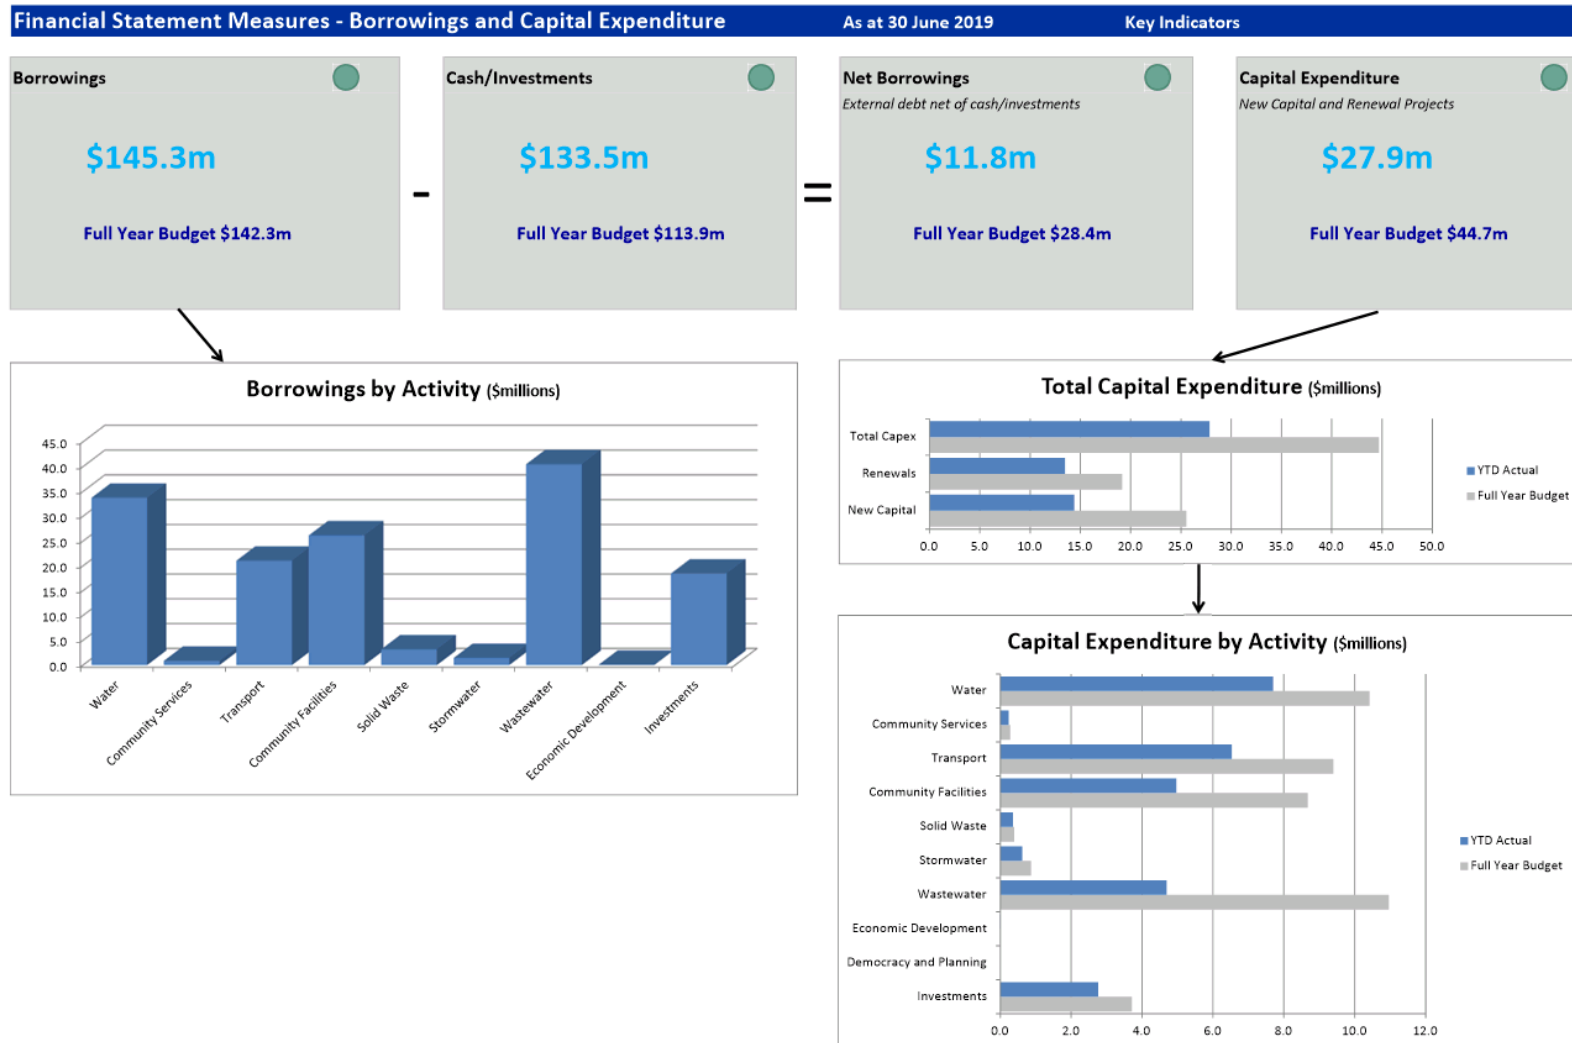 Financial Statement Measures - Borrowings and Capital Expenditure As at 30 June 2019 Key Indicators
Borrowings
$145.3m
Full Year Budget $142.3m
-
Cash/Investments
$133.5m
Full Year Budget $113.9m
=
Net Borrowings
External debt net of cash/investments
$11.8m
Full Year Budget $28.4m
Capital Expenditure
New Capital and Renewal Projects
$27.9m
Full Year Budget $44.7m
Borrowings by Activity ($millions)
45.0
40.0
35.0
30.0
25.0
20.0
15.0
10.0
5.0
0.0
Water
Community Services
Transport
Community Facilities
Solid Waste
Stormwater
Wastewater
Economic Development
Investments
Total Capital Expenditure ($millions)
Total Capex
Renewals
New Capital
0.0 5.0 10.0 15.0 20.0 25.0 30.0 35.0 40.0 45.0 50.0
YTD Actual
Full Year Budget
Capital Expenditure by Activity ($millions)
Water
Community Services
Transport
Community Facilities
Solid Waste
Stormwater
Wastewater
Economic Development
Democracy and Planning
Investments
0.0 2.0 4.0 6.0 8.0 10.0 12.0
YTD Actual
Full Year Budget